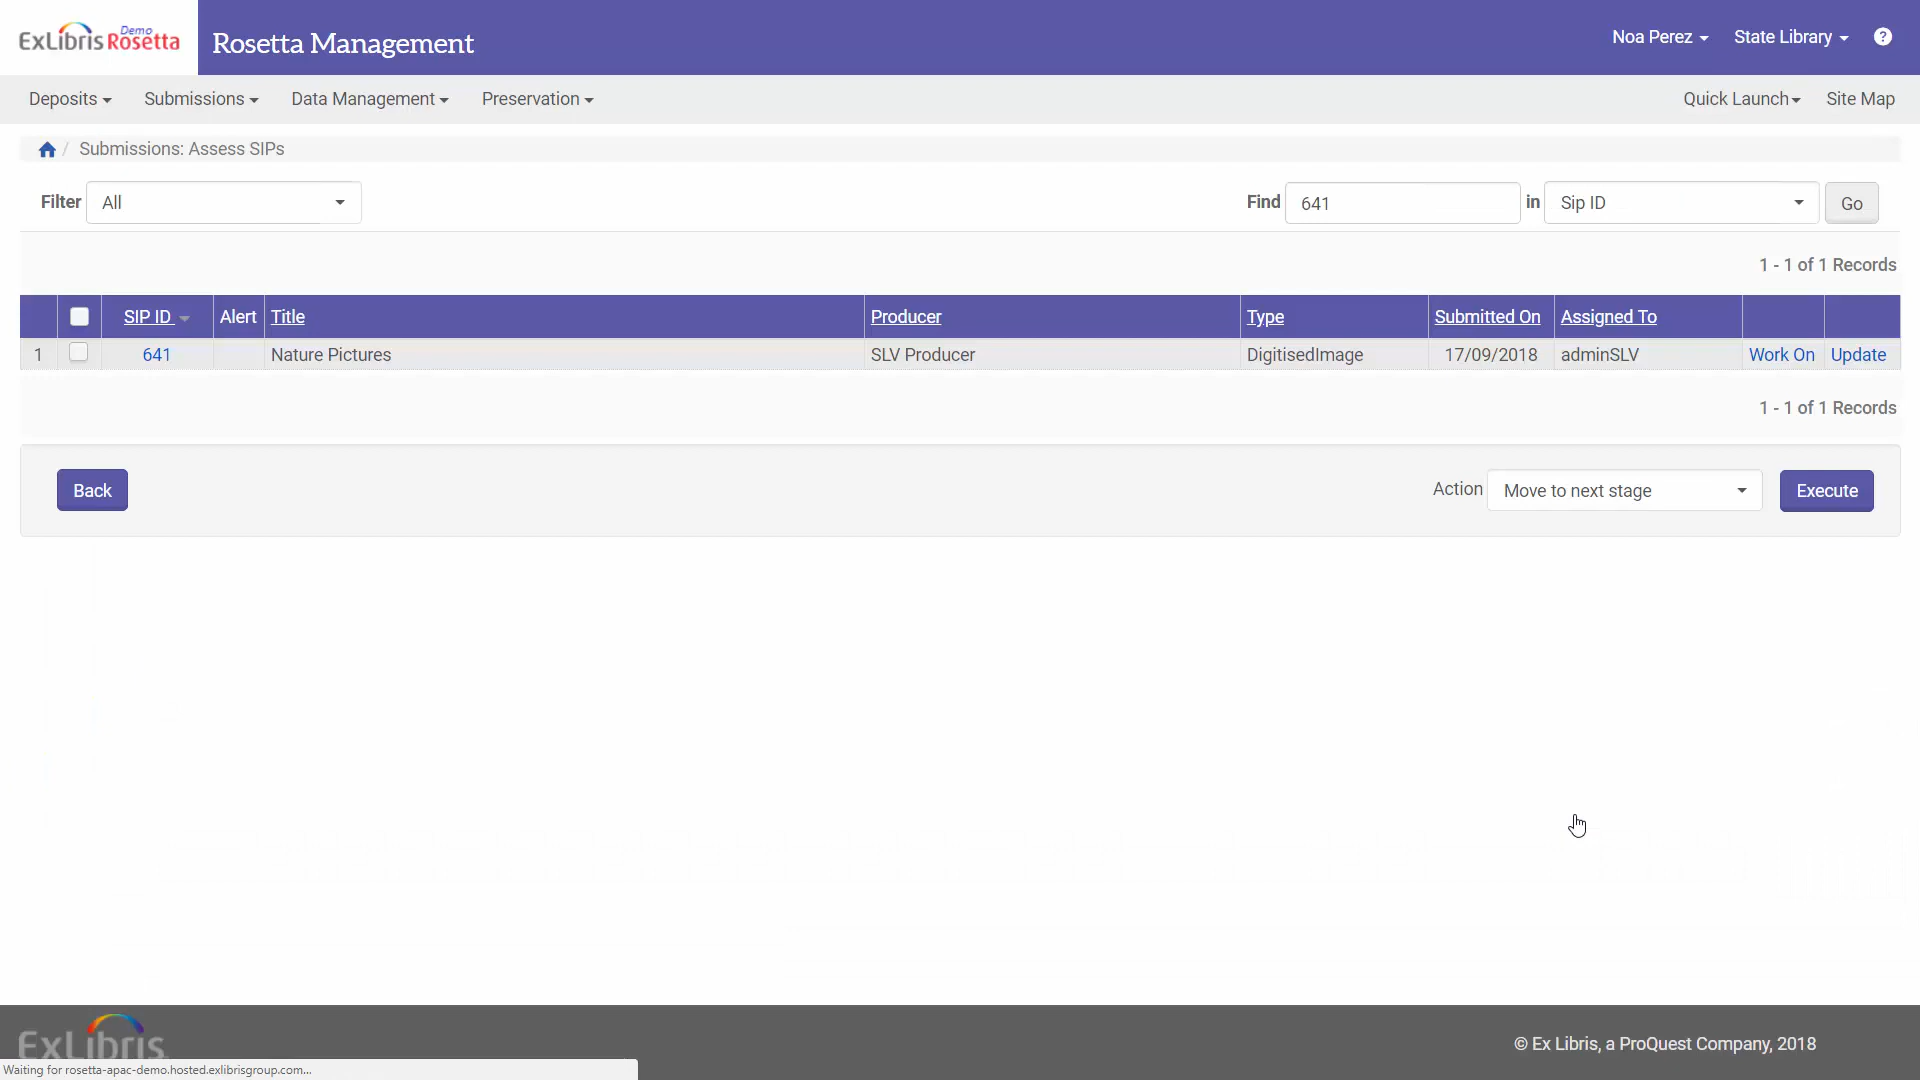 ExLibris Demo Rosetta
Rosetta Management
Noa Perez
State Library
?
Deposits
Submissions
Data Management
Preservation
Quick Launch
Site Map
/ Submissions: Assess SIPs
Filter All
Find 641 in Sip ID Go
1 - 1 of 1 Records
SIP ID Alert Title Producer Type Submitted On Assigned To
1 641 Nature Pictures SLV Producer DigitisedImage 17/09/2018 adminSLV Work On Update
1 - 1 of 1 Records
Back
Action Move to next stage Execute
ExLibris
© Ex Libris, a ProQuest Company, 2018
Waiting for rosetta-apac-demo.hosted.exlibrisgroup.com...